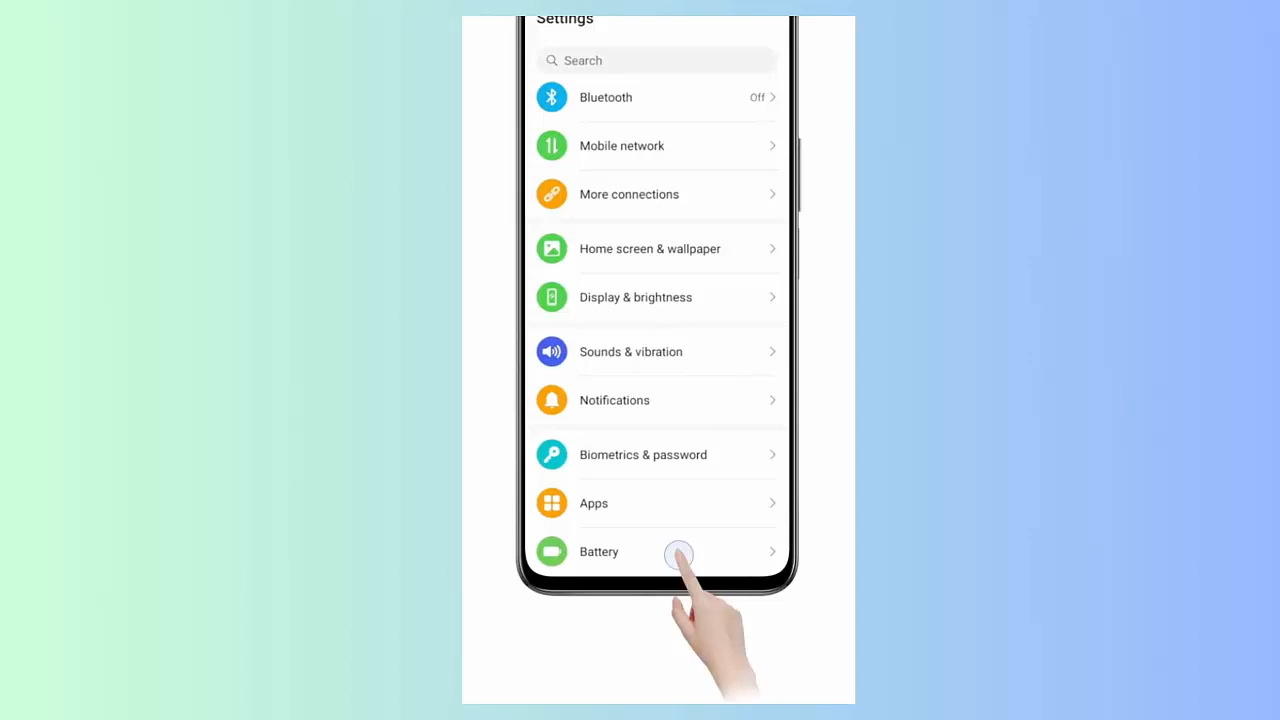 Settings
Search
Bluetooth Off
Mobile network
More connections
Home screen & wallpaper
Display & brightness
Sounds & vibration
Notifications
Biometrics & password
Apps
Battery